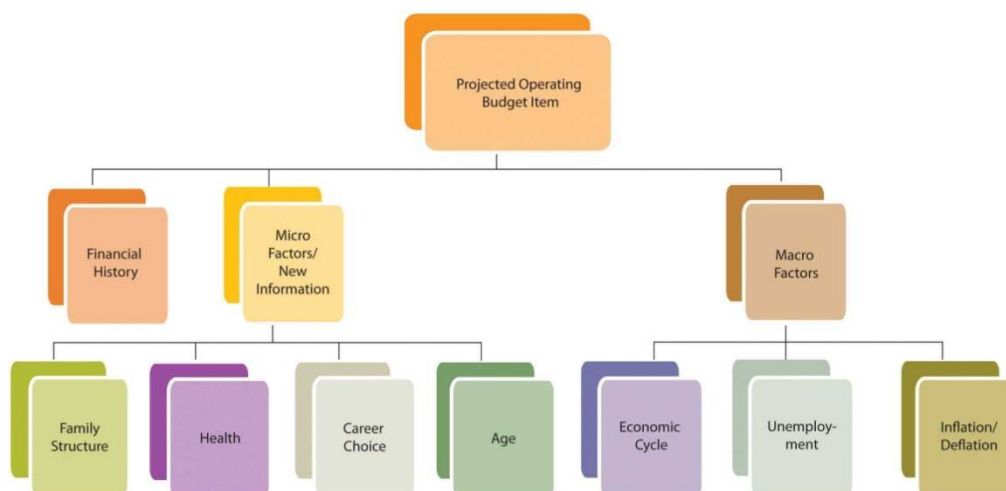 Projected Operating
Budget Item
Financial
History
Micro
Factors/
New
Information
Macro
Factors
Family
Structure
Health
Career
Choice
Age
Economic
Cycle
Unemploy-
ment
Inflation/
Deflation